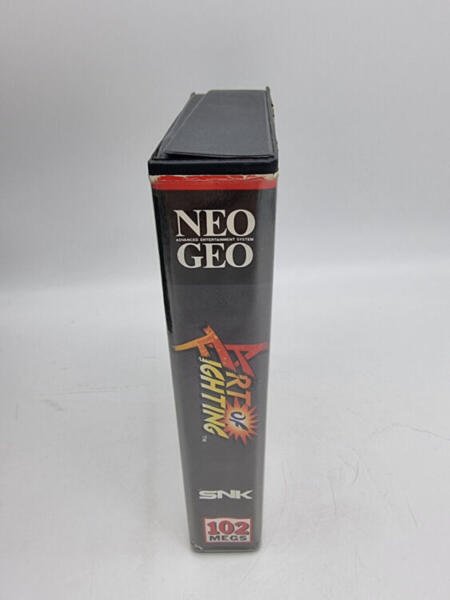 NEO
ADVANCED ENTERTAINMENT SYSTEM
GEO
ART OF
FIGHTING
TM
SNK
102
MEGS